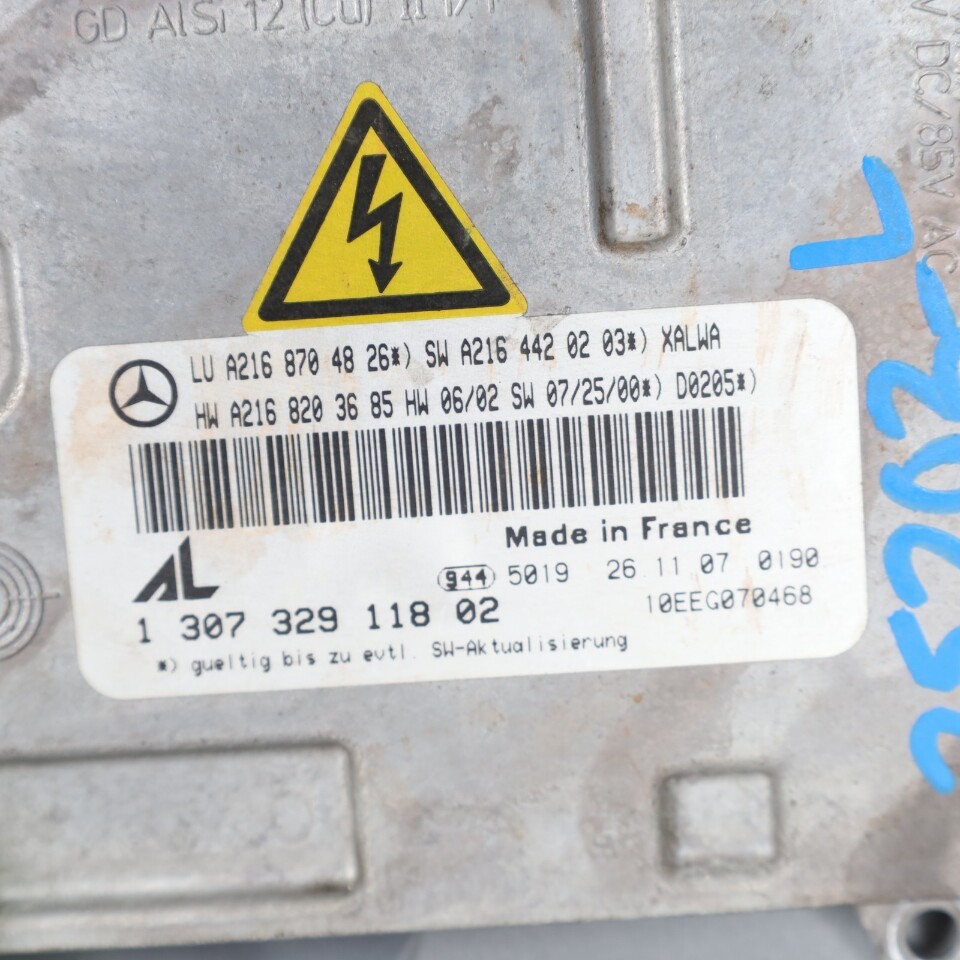 GD AlSi 12 (Cu)
V DC/85V AC
LU A216 870 48 26*) SW A216 442 02 03*) XALWA
HW A216 820 36 85 HW 06/02 SW 07/25/00*) D0205*)
Made in France
AL
944 5019 26 11 07 0190
1 307 329 118 02
10EEG070468
*) gueltig bis zu evtl. SW-Aktualisierung
L